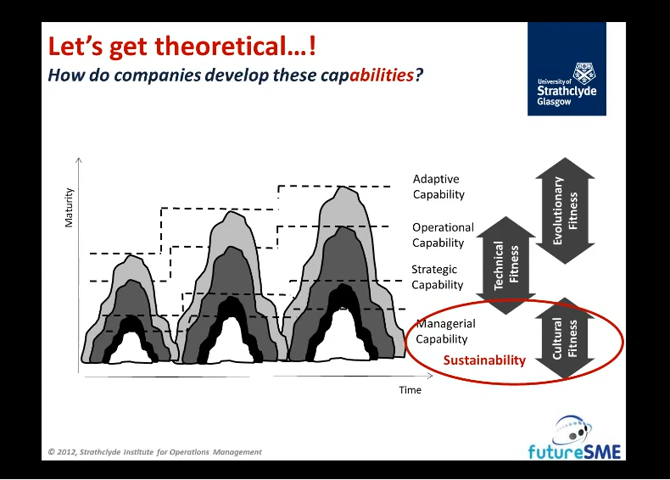 Let's get theoretical...!
How do companies develop these capabilities?
University of
Strathclyde
Glasgow
Maturity
Adaptive
Capability
Operational
Capability
Strategic
Capability
Managerial
Capability
Sustainability
Evolutionary
Fitness
Technical
Fitness
Cultural
Fitness
Time
© 2012, Strathclyde Institute for Operations Management
futureSME